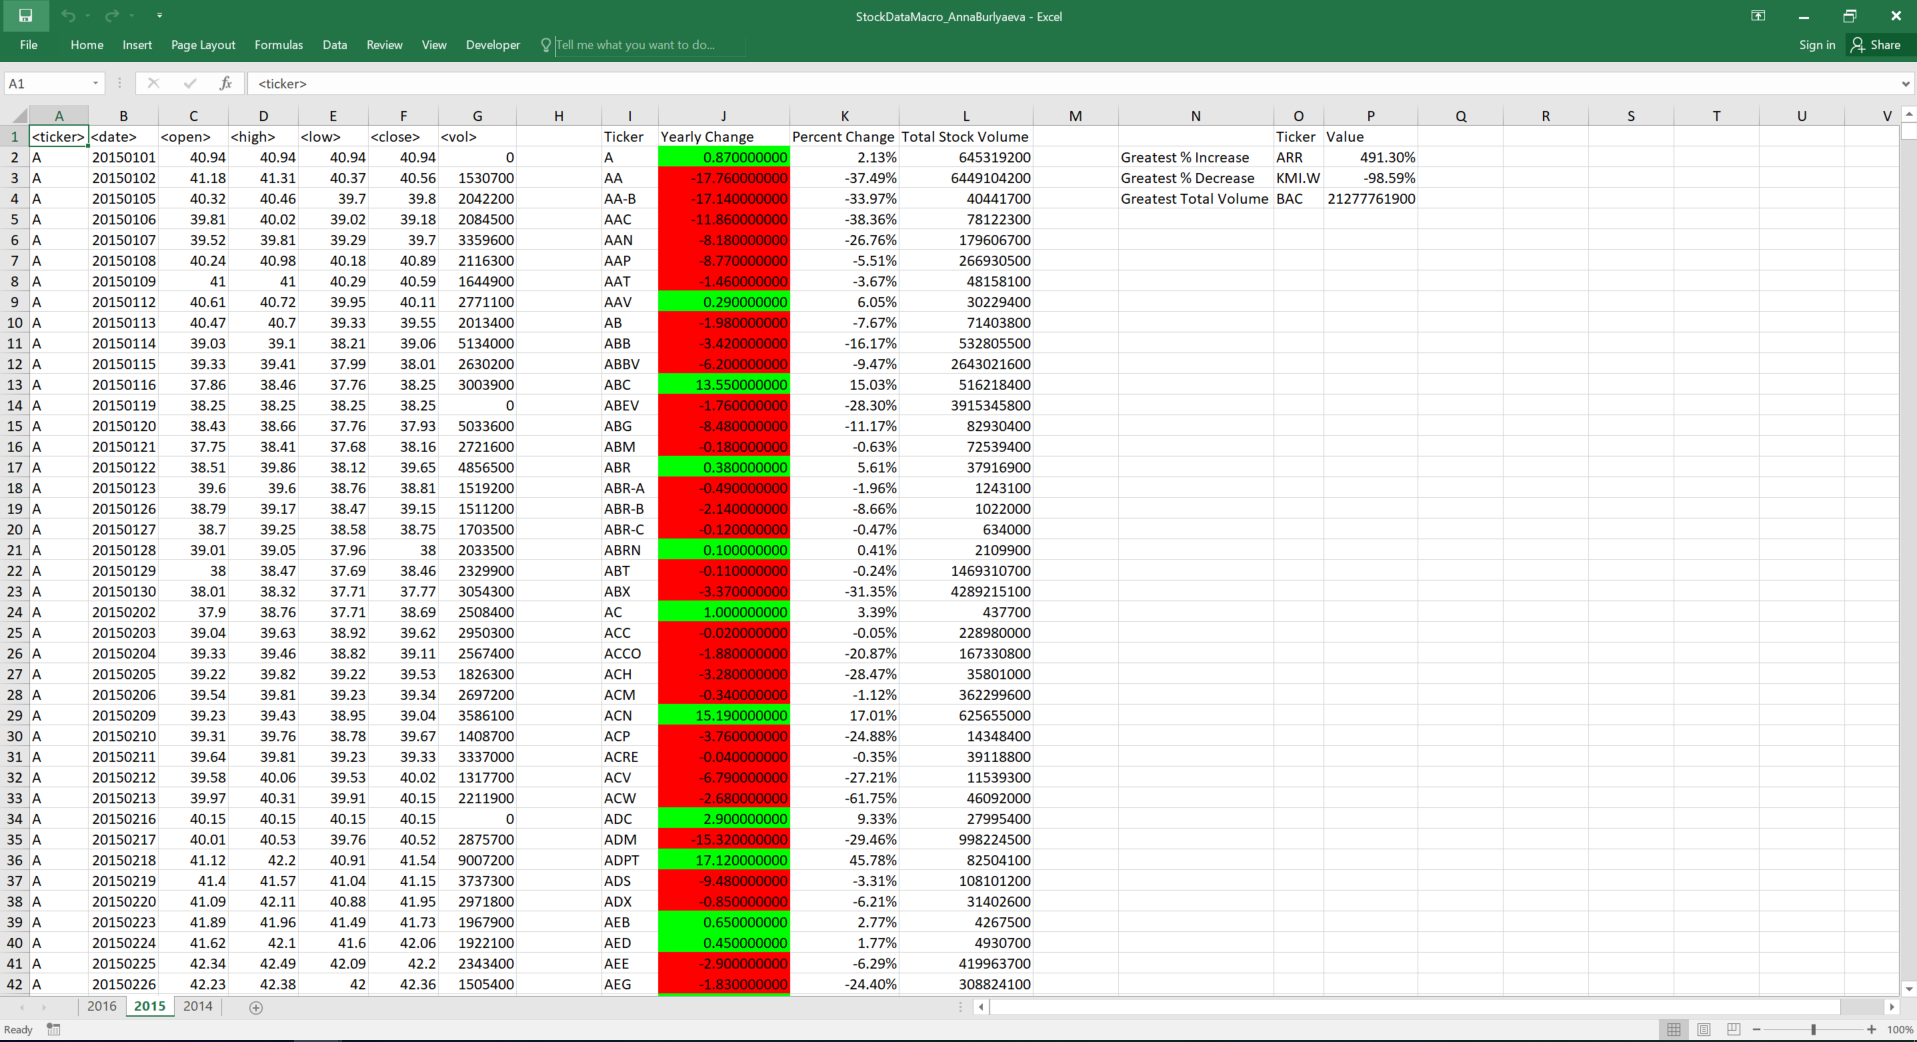 StockDataMacro_AnnaBurlyaeva - Excel
File Home Insert Page Layout Formulas Data Review View Developer Tell me what you want to do... Sign in Share
A1 fx <ticker>
A B C D E F G H I J K L M N O P Q R S T U V
1 <ticker> <date> <open> <high> <low> <close> <vol> Ticker Yearly Change Percent Change Total Stock Volume Ticker Value
2 A 20150101 40.94 40.94 40.94 40.94 0 A 0.870000000 2.13% 645319200 Greatest % Increase ARR 491.30%
3 A 20150102 41.18 41.31 40.37 40.56 1530700 AA -17.760000000 -37.49% 6449104200 Greatest % Decrease KMI.W -98.59%
4 A 20150105 40.32 40.46 39.7 39.8 2042200 AA-B -17.140000000 -33.97% 40441700 Greatest Total Volume BAC 21277761900
5 A 20150106 39.81 40.02 39.02 39.18 2084500 AAC -11.860000000 -38.36% 78122300
6 A 20150107 39.52 39.81 39.29 39.7 3359600 AAN -8.180000000 -26.76% 179606700
7 A 20150108 40.24 40.98 40.18 40.89 2116300 AAP -8.770000000 -5.51% 266930500
8 A 20150109 41 41 40.29 40.59 1644900 AAT -1.460000000 -3.67% 48158100
9 A 20150112 40.61 40.72 39.95 40.11 2771100 AAV 0.290000000 6.05% 30229400
10 A 20150113 40.47 40.7 39.33 39.55 2013400 AB -1.980000000 -7.67% 71403800
11 A 20150114 39.03 39.1 38.21 39.06 5134000 ABB -3.420000000 -16.17% 532805500
12 A 20150115 39.33 39.41 37.99 38.01 2630200 ABBV -6.200000000 -9.47% 2643021600
13 A 20150116 37.86 38.46 37.76 38.25 3003900 ABC 13.550000000 15.03% 516218400
14 A 20150119 38.25 38.25 38.25 38.25 0 ABEV -1.760000000 -28.30% 3915345800
15 A 20150120 38.43 38.66 37.76 37.93 5033600 ABG -8.480000000 -11.17% 82930400
16 A 20150121 37.75 38.41 37.68 38.16 2721600 ABM -0.180000000 -0.63% 72539400
17 A 20150122 38.51 39.86 38.12 39.65 4856500 ABR 0.380000000 5.61% 37916900
18 A 20150123 39.6 39.6 38.76 38.81 1519200 ABR-A -0.490000000 -1.96% 1243100
19 A 20150126 38.79 39.17 38.47 39.15 1511200 ABR-B -2.140000000 -8.66% 1022000
20 A 20150127 38.7 39.25 38.58 38.75 1703500 ABR-C -0.120000000 -0.47% 634000
21 A 20150128 39.01 39.05 37.96 38 2033500 ABRN 0.100000000 0.41% 2109900
22 A 20150129 38 38.47 37.69 38.46 2329900 ABT -0.110000000 -0.24% 1469310700
23 A 20150130 38.01 38.32 37.71 37.77 3054300 ABX -3.370000000 -31.35% 4289215100
24 A 20150202 37.9 38.76 37.71 38.69 2508400 AC 1.000000000 3.39% 437700
25 A 20150203 39.04 39.63 38.92 39.62 2950300 ACC -0.020000000 -0.05% 228980000
26 A 20150204 39.33 39.46 38.82 39.11 2567400 ACCO -1.880000000 -20.87% 167330800
27 A 20150205 39.22 39.82 39.22 39.53 1826300 ACH -3.280000000 -28.47% 35801000
28 A 20150206 39.54 39.81 39.23 39.34 2697200 ACM -0.340000000 -1.12% 362299600
29 A 20150209 39.23 39.43 38.95 39.04 3586100 ACN 15.190000000 17.01% 625655000
30 A 20150210 39.31 39.76 38.78 39.67 1408700 ACP -3.760000000 -24.88% 14348400
31 A 20150211 39.64 39.81 39.23 39.33 3337000 ACRE -0.040000000 -0.35% 39118800
32 A 20150212 39.58 40.06 39.53 40.02 1317700 ACV -6.790000000 -27.21% 11539300
33 A 20150213 39.97 40.31 39.91 40.15 2211900 ACW -2.680000000 -61.75% 46092000
34 A 20150216 40.15 40.15 40.15 40.15 0 ADC 2.900000000 9.33% 27995400
35 A 20150217 40.01 40.53 39.76 40.52 2875700 ADM -15.320000000 -29.46% 998224500
36 A 20150218 41.12 42.2 40.91 41.54 9007200 ADPT 17.120000000 45.78% 82504100
37 A 20150219 41.4 41.57 41.04 41.15 3737300 ADS -9.480000000 -3.31% 108101200
38 A 20150220 41.09 42.11 40.88 41.95 2971800 ADX -0.850000000 -6.21% 31402600
39 A 20150223 41.89 41.96 41.49 41.73 1967900 AEB 0.650000000 2.77% 4267500
40 A 20150224 41.62 42.1 41.6 42.06 1922100 AED 0.450000000 1.77% 4930700
41 A 20150225 42.34 42.49 42.09 42.2 2343400 AEE -2.900000000 -6.29% 419963700
42 A 20150226 42.23 42.38 42 42.36 1505400 AEG -1.830000000 -24.40% 308824100
2016 2015 2014
Ready 100%